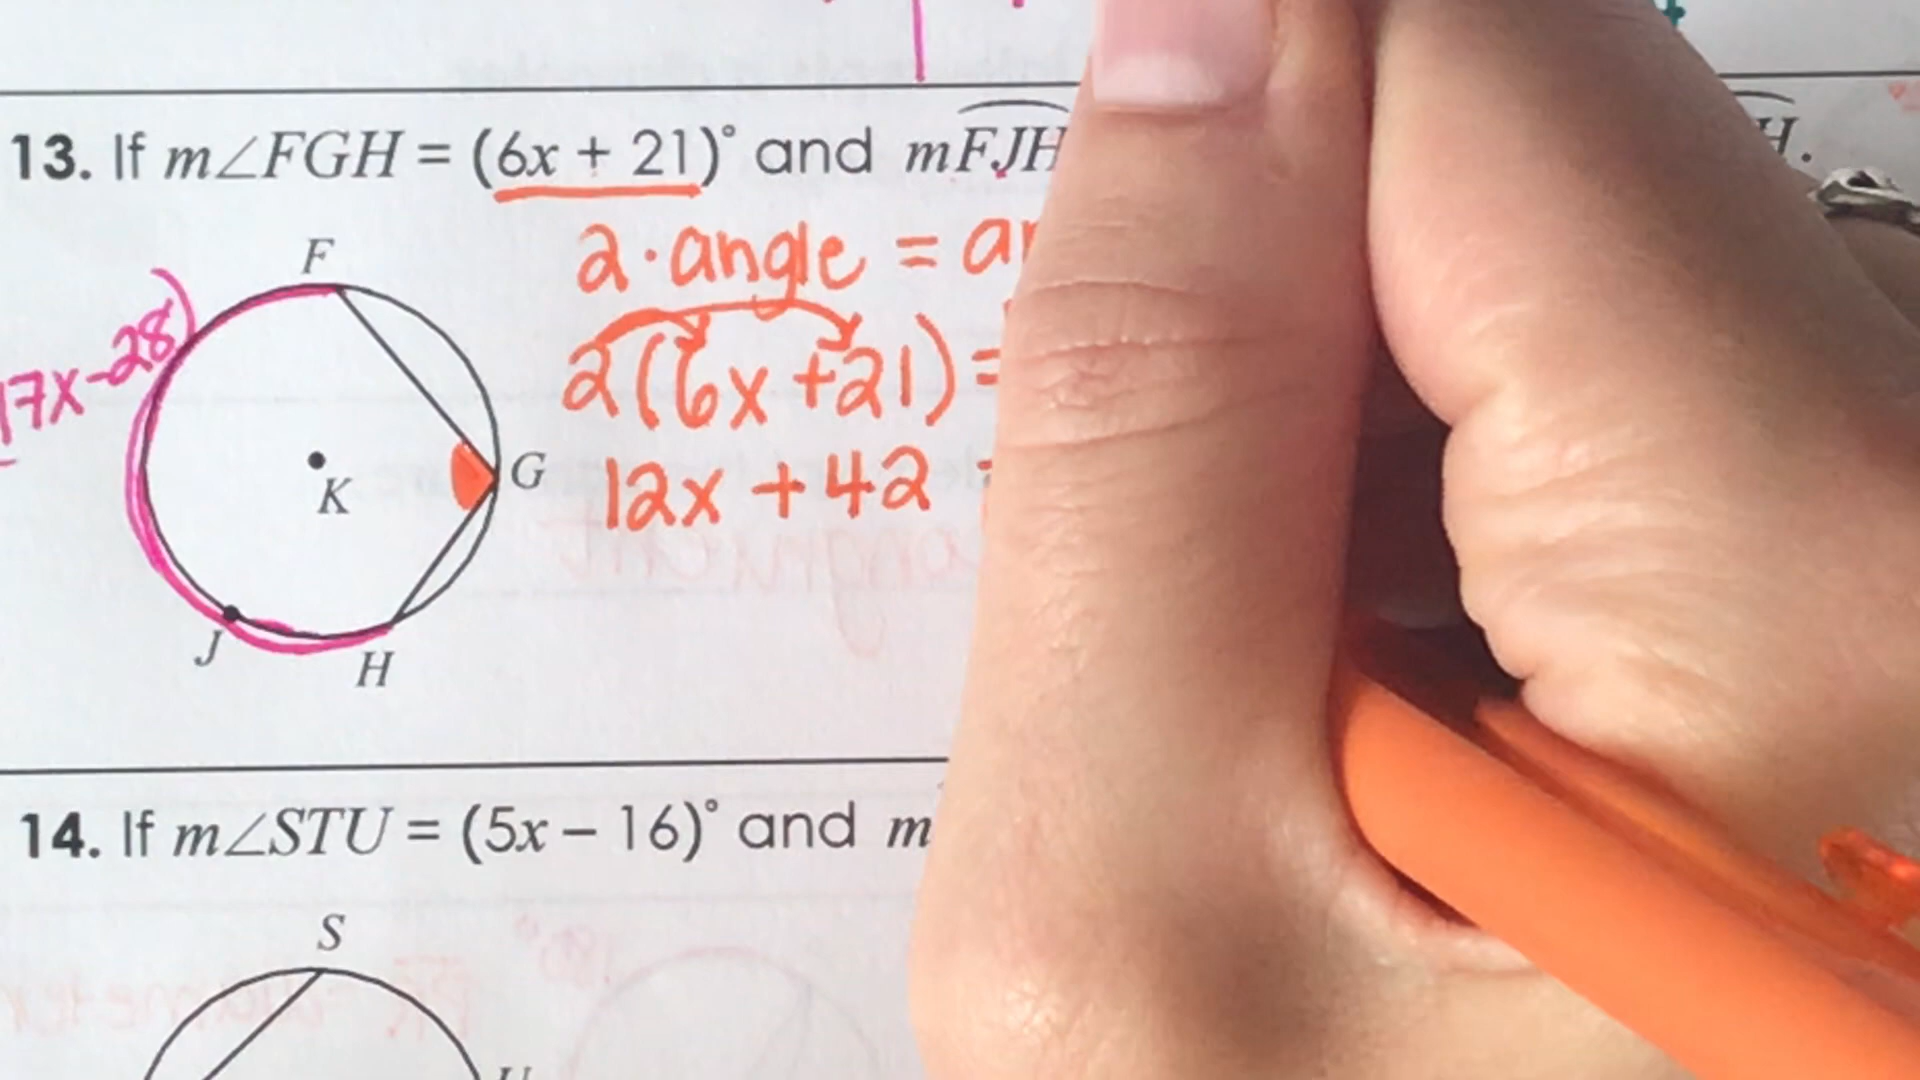 13. If m∠FGH = (6x + 21)° and mFJH H.
2 · angle = ar
2(6x + 21) =
12x + 42 =
17x - 28)
F
K
G
J
H
14. If m∠STU = (5x – 16)° and m
S
U